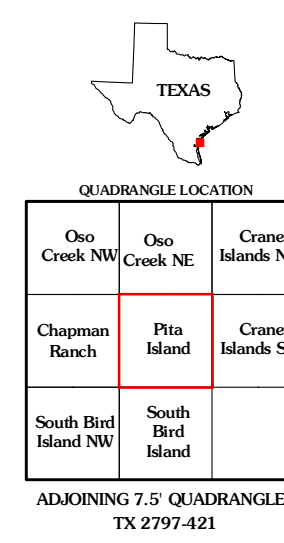 TEXAS
QUADRANGLE LOCATION
Oso
Creek NW
Oso
Creek NE
Crane
Islands
Chapman
Ranch
Pita
Island
Crane
Islands
South Bird
Island NW
South
Bird
Island
ADJOINING 7.5' QUADRANGLE
TX 2797-421